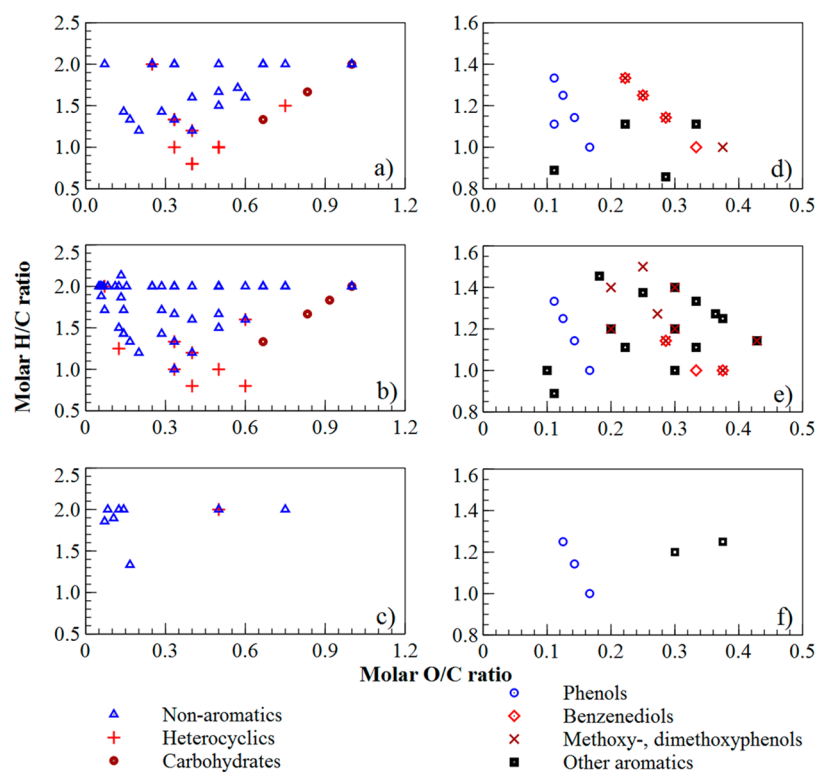 2.5
2.0
1.5
1.0
0.5
0.0 0.3 0.6 0.9 1.2
a)
1.6
1.4
1.2
1.0
0.8
0.0 0.1 0.2 0.3 0.4 0.5
d)
2.5
2.0
1.5
1.0
0.5
0 0.3 0.6 0.9 1.2
b)
1.6
1.4
1.2
1.0
0.8
0 0.1 0.2 0.3 0.4 0.5
e)
Molar H/C ratio
2.5
2.0
1.5
1.0
0.5
0 0.3 0.6 0.9 1.2
c)
1.6
1.4
1.2
1.0
0.8
0 0.1 0.2 0.3 0.4 0.5
f)
Molar O/C ratio
Non-aromatics
Heterocyclics
Carbohydrates
Phenols
Benzenediols
Methoxy-, dimethoxyphenols
Other aromatics